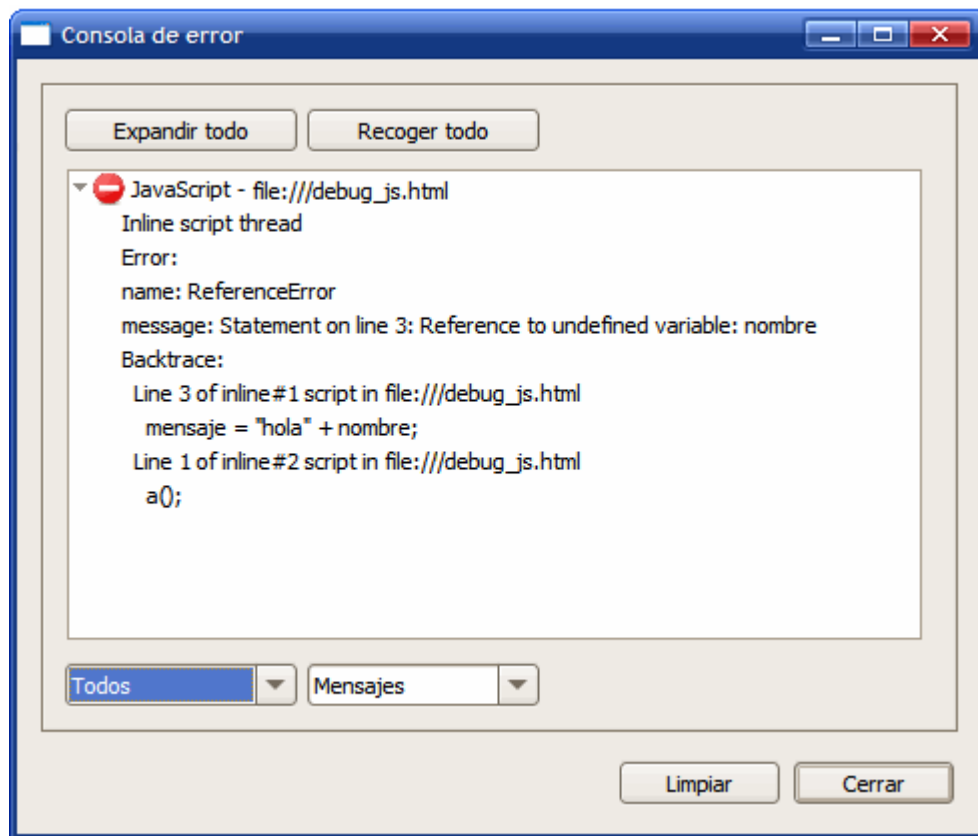 Consola de error
Expandir todo Recoger todo
JavaScript - file:///debug_js.html
Inline script thread
Error:
name: ReferenceError
message: Statement on line 3: Reference to undefined variable: nombre
Backtrace:
Line 3 of inline#1 script in file:///debug_js.html
mensaje = "hola" + nombre;
Line 1 of inline#2 script in file:///debug_js.html
a();
Todos Mensajes
Limpiar Cerrar